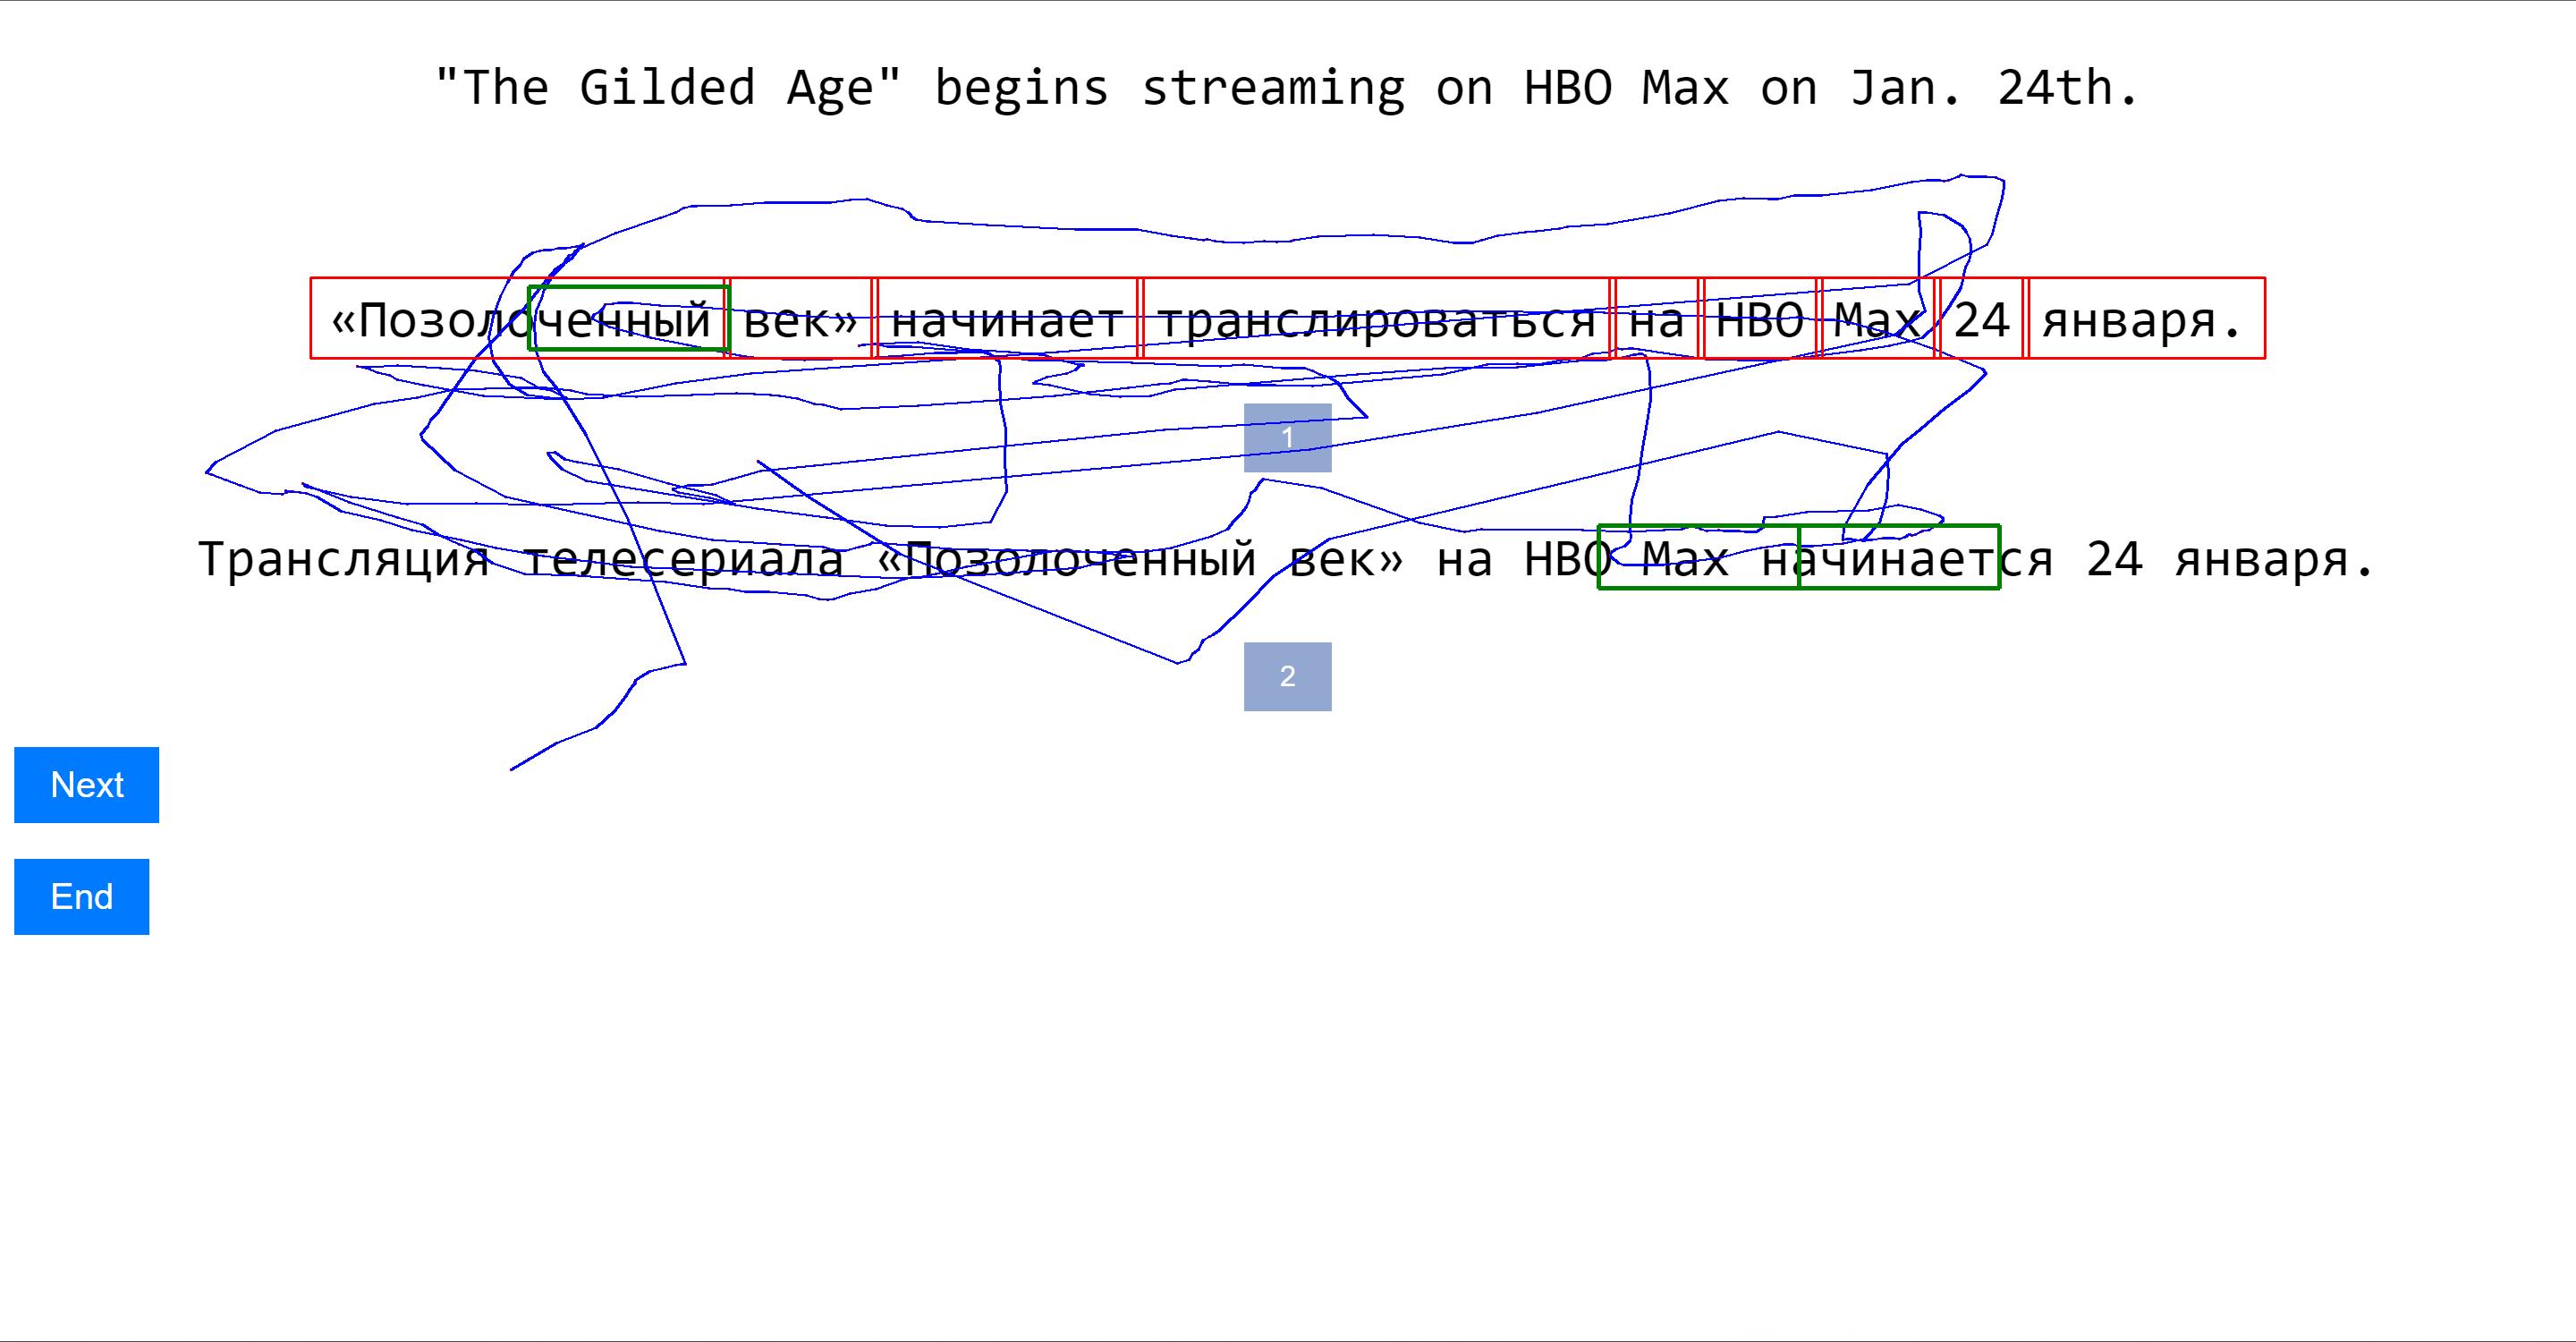 "The Gilded Age" begins streaming on HBO Max on Jan. 24th.
«Позолоченный век» начинает транслироваться на HBO Max 24 января.
1
Трансляция телесериала «Позолоченный век» на HBO Max начинается 24 января.
2
Next
End